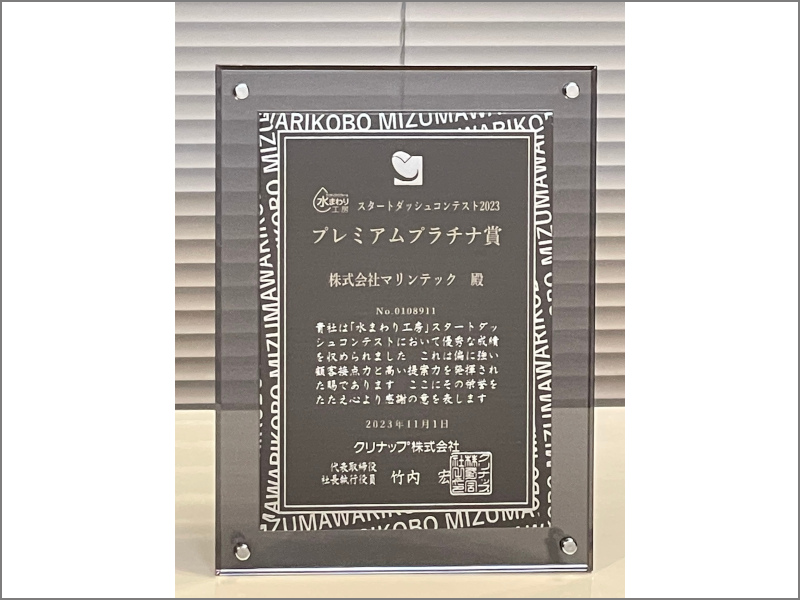 ARIKOBO MIZUMAWARIKOBO
水まわり工房 スタートダッシュコンテスト2023
プレミアムプラチナ賞
株式会社マリンテック 殿
No.0108911
貴社は「水まわり工房」スタートダッ
シュコンテストにおいて優秀な成績
を収められました これは偏に強い
顧客接点力と高い提案力を発揮され
た賜であります ここにその栄誉を
たたえ心より感謝の意を表します
2023年11月1日
クリナップ株式会社
代表取締役
社長執行役員 竹内 宏
ZUMAWARIKOBO MIZUMA